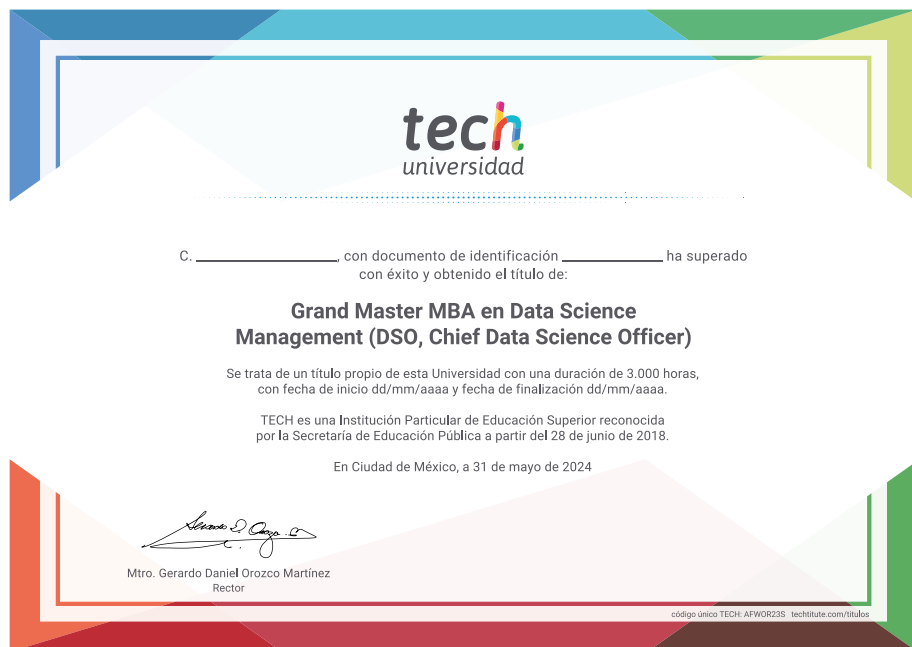 tech
universidad
C. ____________________, con documento de identificación ______________ ha superado
con éxito y obtenido el título de:
Grand Master MBA en Data Science
Management (DSO, Chief Data Science Officer)
Se trata de un título propio de esta Universidad con una duración de 3.000 horas,
con fecha de inicio dd/mm/aaaa y fecha de finalización dd/mm/aaaa.
TECH es una Institución Particular de Educación Superior reconocida
por la Secretaría de Educación Pública a partir del 28 de junio de 2018.
En Ciudad de México, a 31 de mayo de 2024
Mtro. Gerardo Daniel Orozco Martínez
Rector
código único TECH: AFWOR23S techtitute.com/titulos